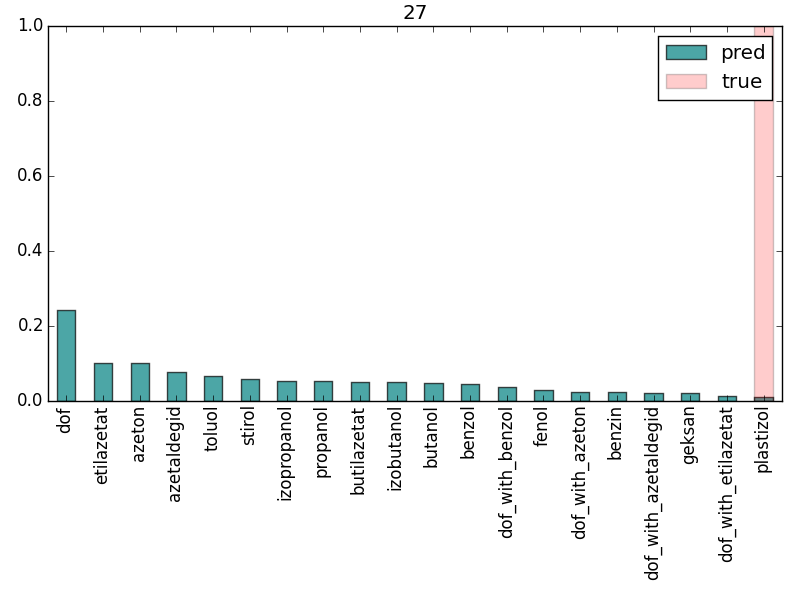 27
pred
true
1.0
0.8
0.6
0.4
0.2
0.0
dof
etilazetat
azeton
azetaldegid
toluol
stirol
izopropanol
propanol
butilazetat
izobutanol
butanol
benzol
dof_with_benzol
fenol
dof_with_azeton
benzin
dof_with_azetaldegid
geksan
dof_with_etilazetat
plastizol